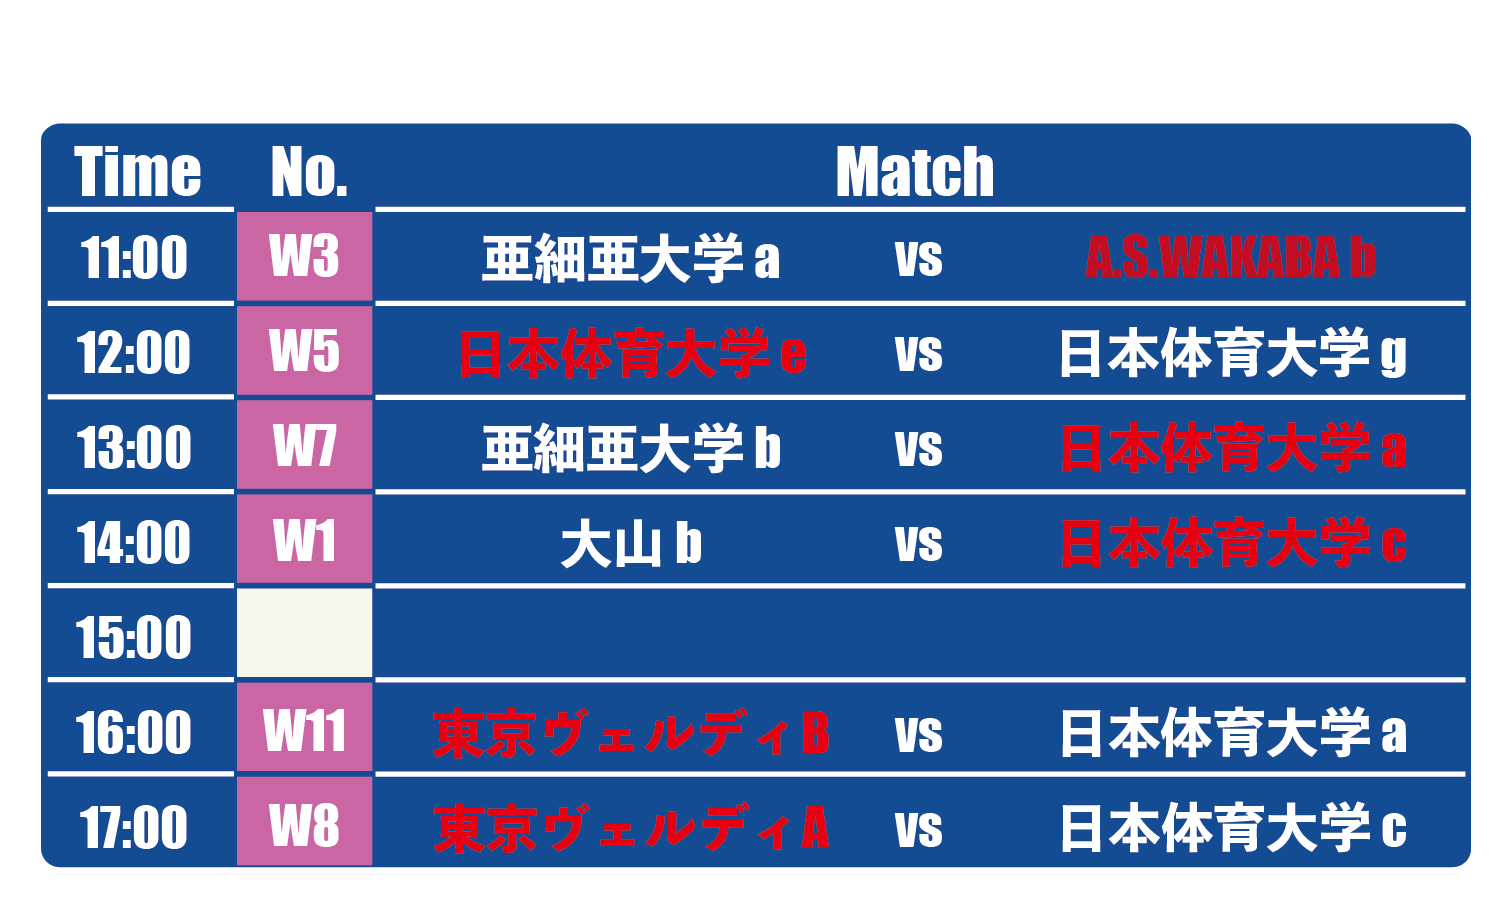 Time No. Match
11:00 W3 亜細亜大学 a vs A.S.WAKABA b
12:00 W5 日本体育大学 e vs 日本体育大学 g
13:00 W7 亜細亜大学 b vs 日本体育大学 a
14:00 W1 大山 b vs 日本体育大学 c
15:00
16:00 W11 東京ヴェルディ B vs 日本体育大学 a
17:00 W8 東京ヴェルディ A vs 日本体育大学 c